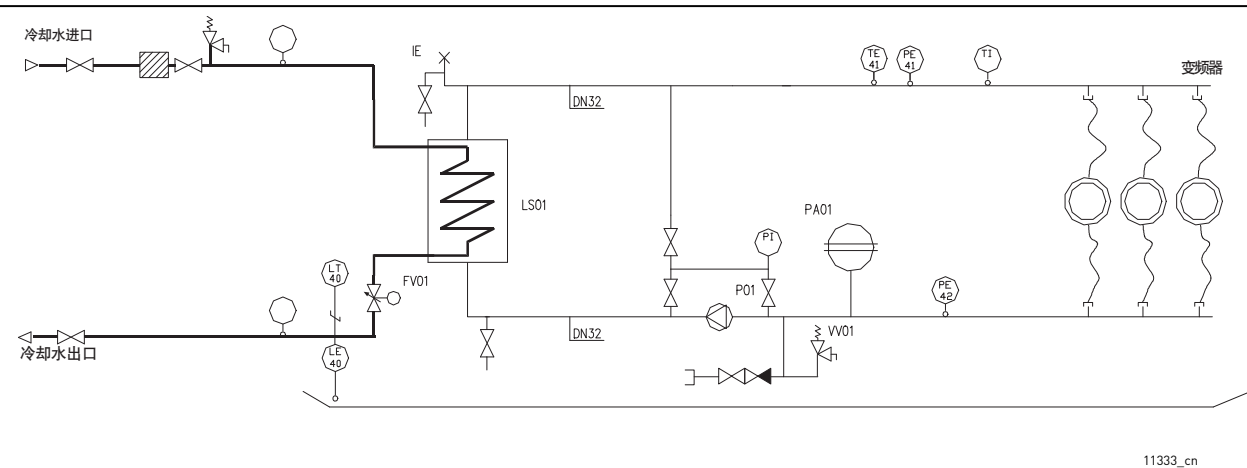 冷却水进口
IE
TE
41
PE
41
TI
变频器
DN32
LS01
PA01
PI
LT
40
FV01
P01
PE
42
DN32
VV01
冷却水出口
LE
40
11333_cn